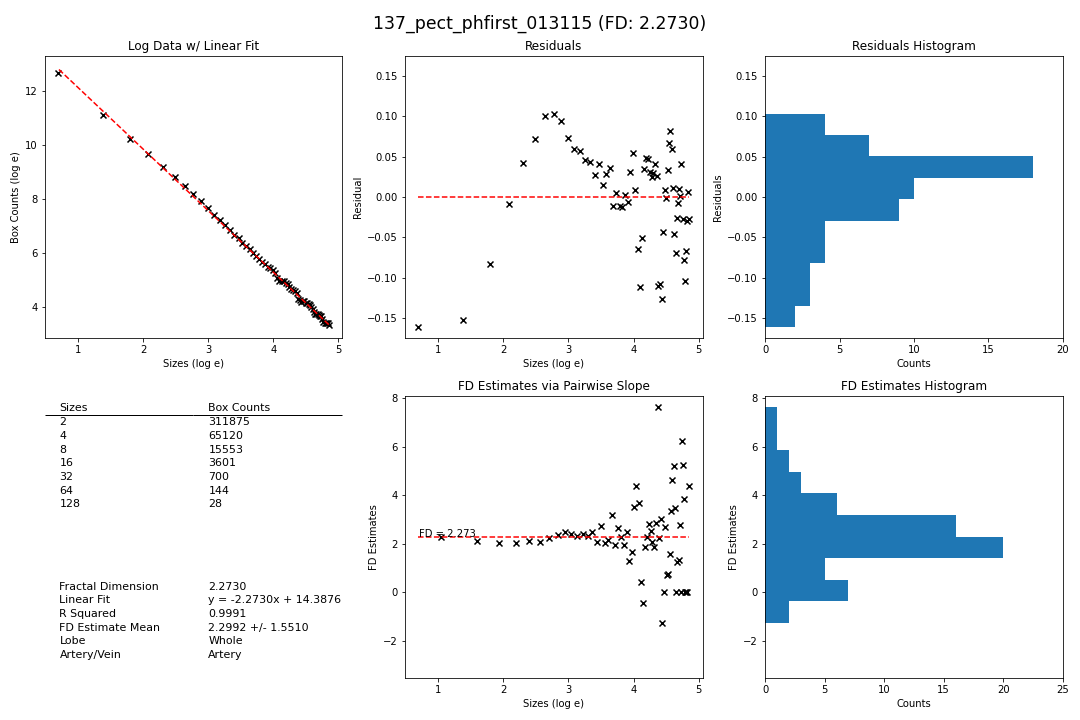 137_pect_phfirst_013115 (FD: 2.2730)
Log Data w/ Linear Fit
Box Counts (log e)
12
10
8
6
4
1
2
3
4
5
Sizes (log e)
Residuals
Residual
0.15
0.10
0.05
0.00
−0.05
−0.10
−0.15
1
2
3
4
5
Sizes (log e)
Residuals Histogram
Residuals
0.15
0.10
0.05
0.00
−0.05
−0.10
−0.15
0
5
10
15
20
Counts
Sizes Box Counts
2 311875
4 65120
8 15553
16 3601
32 700
64 144
128 28
Fractal Dimension 2.2730
Linear Fit y = -2.2730x + 14.3876
R Squared 0.9991
FD Estimate Mean 2.2992 +/- 1.5510
Lobe Whole
Artery/Vein Artery
FD Estimates via Pairwise Slope
FD Estimates
8
6
4
2
0
−2
FD = 2.273
1
2
3
4
5
Sizes (log e)
FD Estimates Histogram
FD Estimates
8
6
4
2
0
−2
0
5
10
15
20
25
Counts